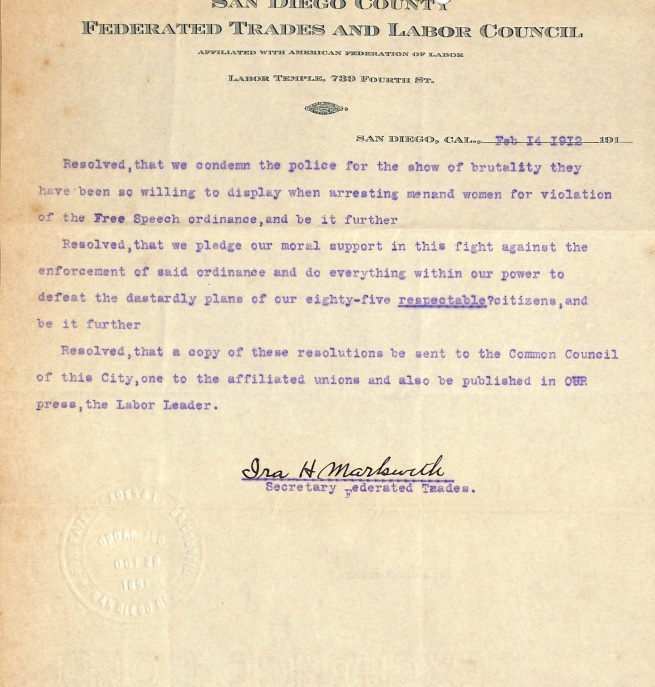 SAN DIEGO COUNTY
FEDERATED TRADES AND LABOR COUNCIL
AFFILIATED WITH AMERICAN FEDERATION OF LABOR
LABOR TEMPLE, 739 FOURTH ST.
SAN DIEGO, CAL., Feb 14 1912 191
Resolved,that we condemn the police for the show of brutality they
have been so willing to display when arresting menand women for violation
of the Free Speech ordinance,and be it further
Resolved,that we pledge our moral support in this fight against the
enforcement of said ordinance and do everything within our power to
defeat the dastardly plans of our eighty-five respectable?citizens,and
be it further
Resolved,that a copy of these resolutions be sent to the Common Council
of this City,one to the affiliated unions and also be published in OUR
press,the Labor Leader.
Ira H Markwith
Secretary Federated Trades.
OCT 26
1891